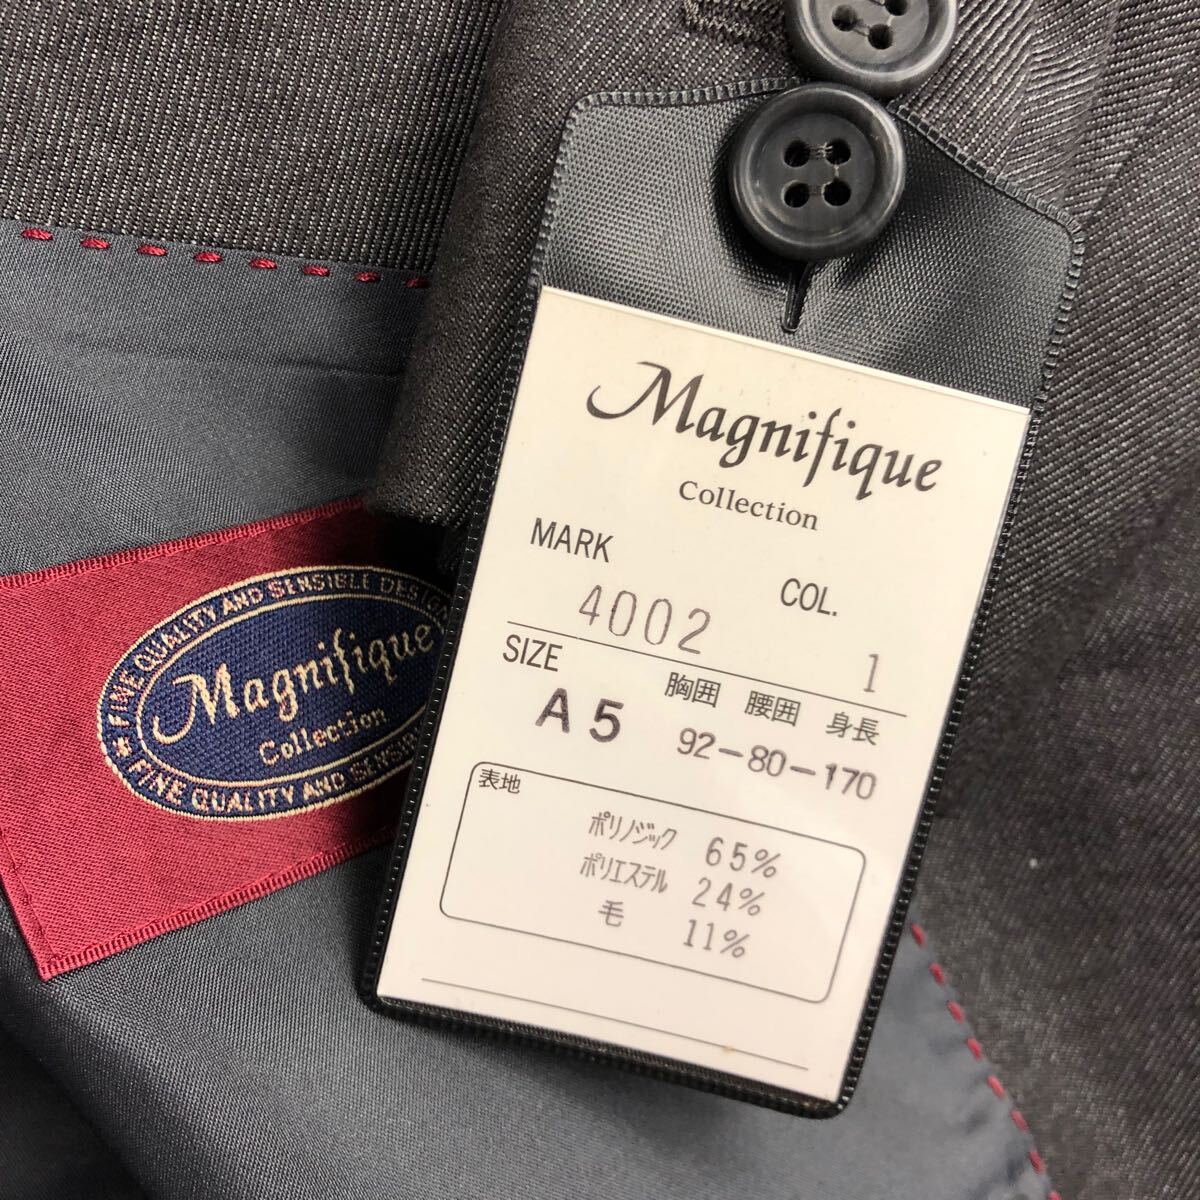 Magnifique
Collection
MARK
COL.
4002
1
SIZE
胸囲 腰囲 身長
A5
92-80-170
表地
ポリノジック 65%
ポリエステル 24%
毛 11%
FINE QUALITY AND SENSIBLE DESIGN
Magnifique
Collection
FINE QUALITY AND